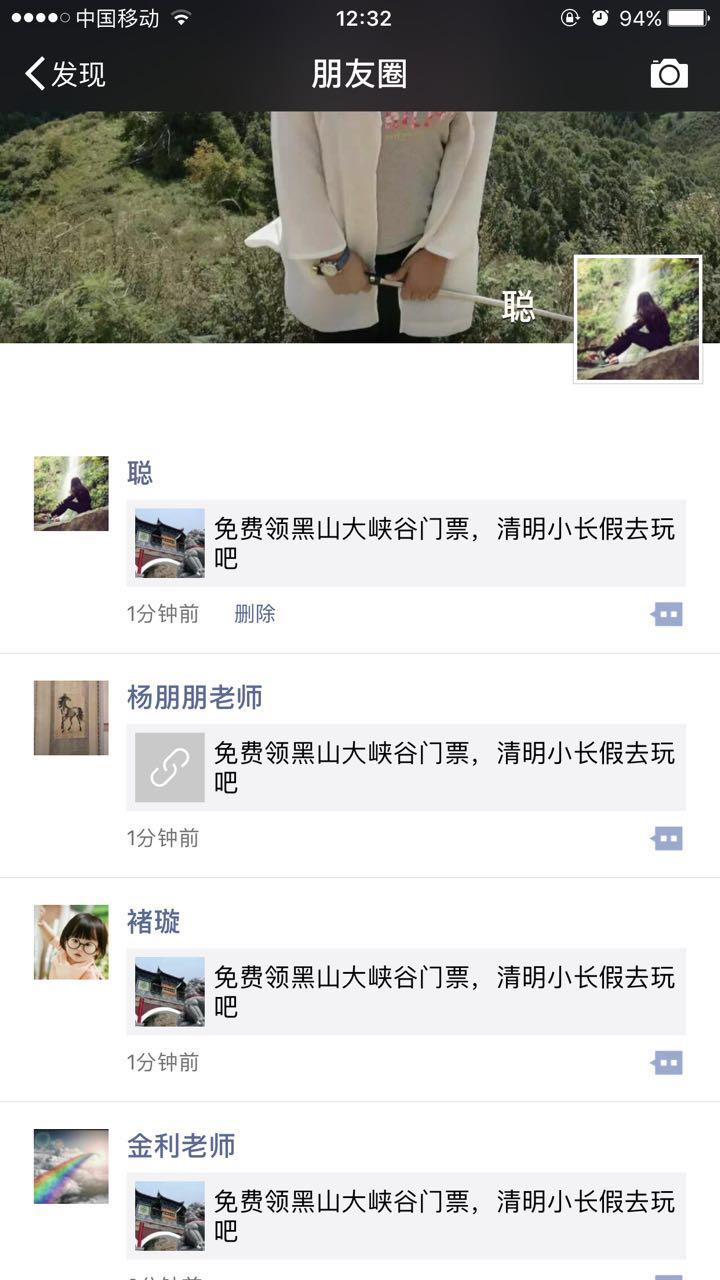 中国移动
12:32
94%
发现
朋友圈
聪
聪
免费领黑山大峡谷门票，清明小长假去玩
吧
1分钟前
删除
杨朋朋老师
免费领黑山大峡谷门票，清明小长假去玩
吧
1分钟前
褚璇
免费领黑山大峡谷门票，清明小长假去玩
吧
1分钟前
金利老师
免费领黑山大峡谷门票，清明小长假去玩
吧